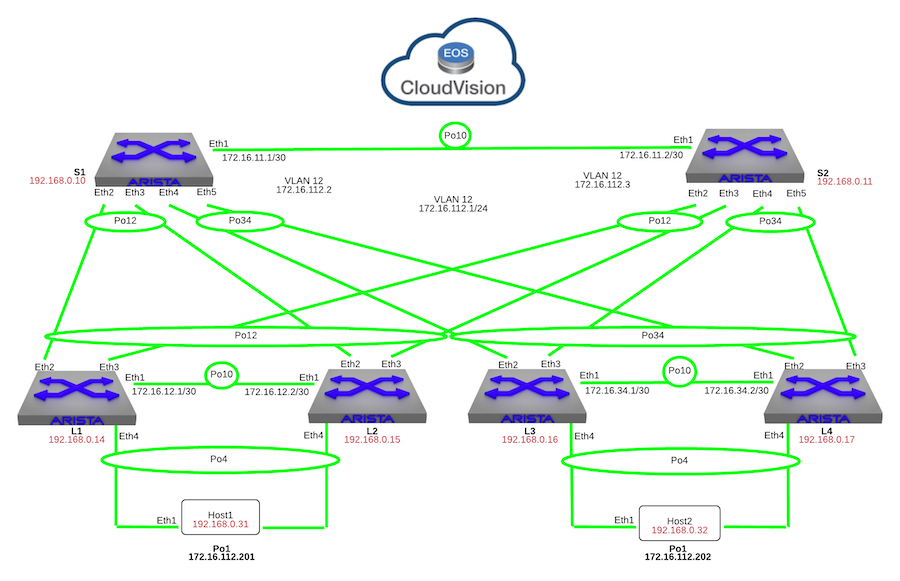 EOS
CloudVision
Po10
Eth1
Eth1
172.16.11.1/30
172.16.11.2/30
S1
192.168.0.10
ARISTA
S2
192.168.0.11
ARISTA
VLAN 12
172.16.112.2
VLAN 12
172.16.112.3
VLAN 12
172.16.112.1/24
Eth2
Eth3
Eth4
Eth5
Eth2
Eth3
Eth4
Eth5
Po12
Po34
Po12
Po34
Po12
Po34
Eth2
Eth3
Eth2
Eth3
Eth2
Eth3
Eth2
Eth3
Eth1
Po10
Eth1
172.16.12.1/30
172.16.12.2/30
Eth1
Po10
Eth1
172.16.34.1/30
172.16.34.2/30
ARISTA
ARISTA
ARISTA
ARISTA
L1
192.168.0.14
L2
192.168.0.15
L3
192.168.0.16
L4
192.168.0.17
Eth4
Eth4
Eth4
Eth4
Po4
Po4
Eth1
Host1
192.168.0.31
Eth1
Host2
192.168.0.32
Po1
172.16.112.201
Po1
172.16.112.202